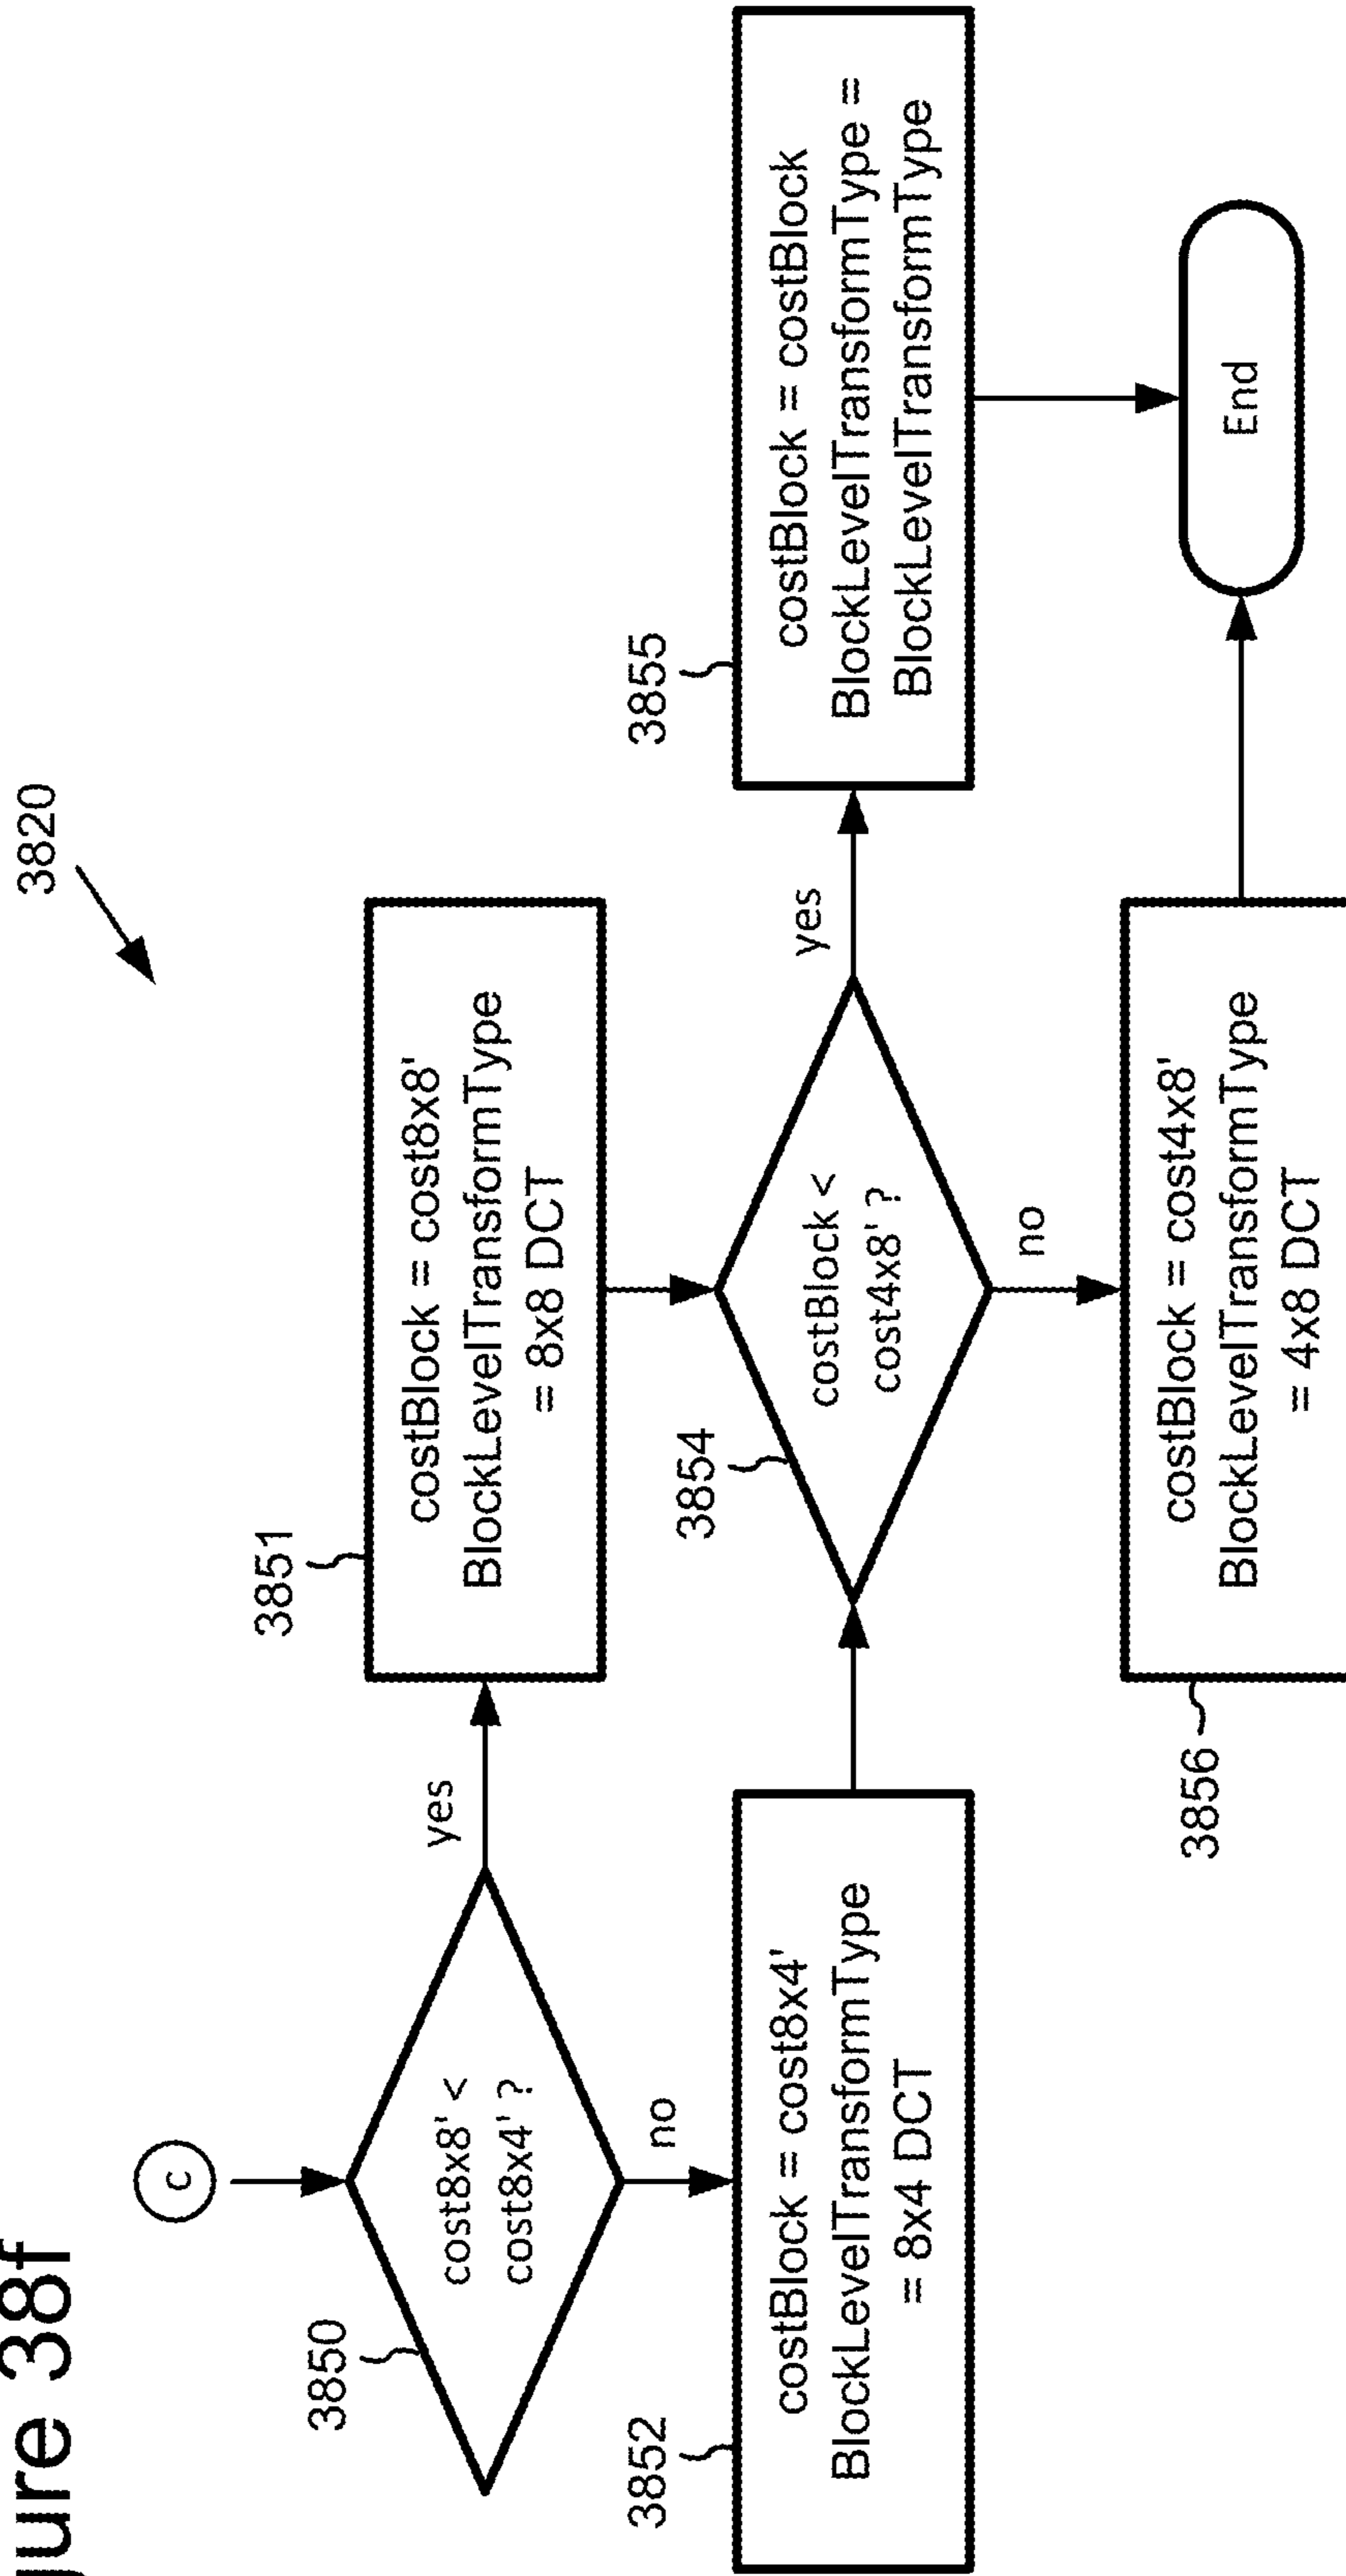 ure 38f
3820
c
3850
cost8x8' <
cost8x4' ?
yes
no
3851
costBlock = cost8x8'
BlockLevelTransformType
= 8x8 DCT
3852
costBlock = cost8x4'
BlockLevelTransformType
= 8x4 DCT
3854
costBlock <
cost4x8' ?
yes
no
3855
costBlock = costBlock
BlockLevelTransformType =
BlockLevelTransformType
3856
costBlock = cost4x8'
BlockLevelTransformType
= 4x8 DCT
End